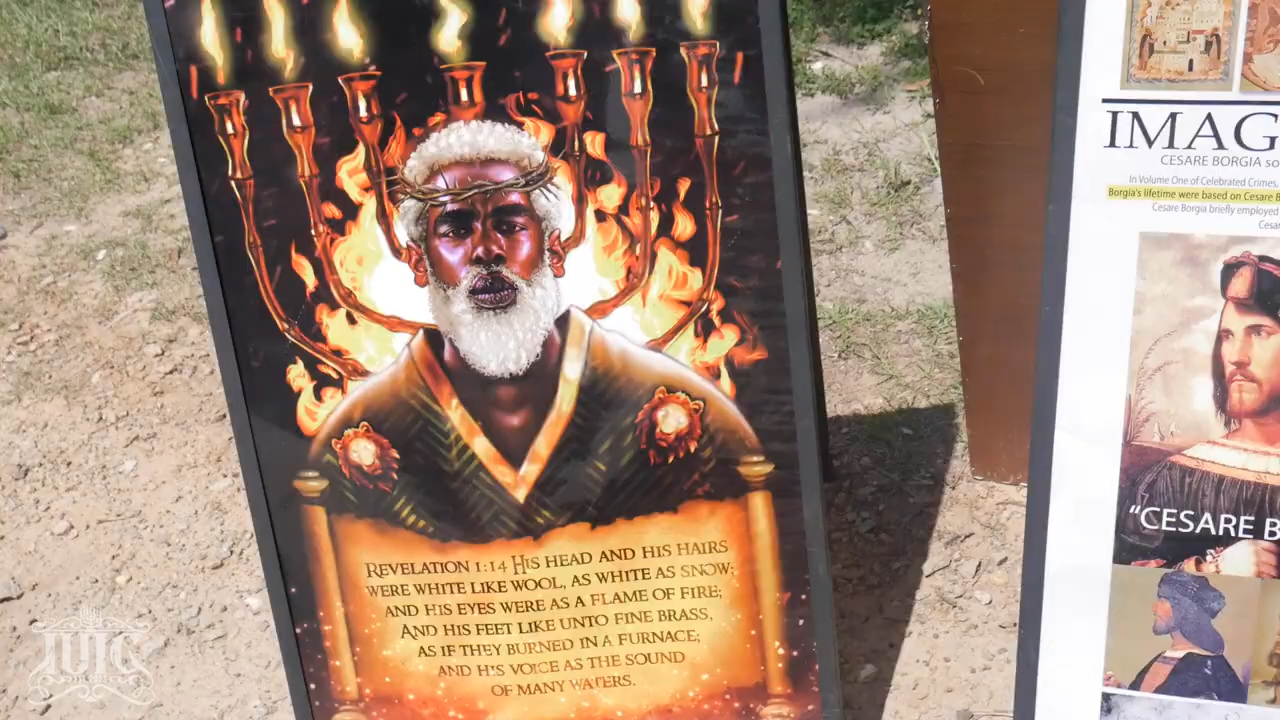 REVELATION 1:14 HIS HEAD AND HIS HAIRS
WERE WHITE LIKE WOOL, AS WHITE AS SNOW;
AND HIS EYES WERE AS A FLAME OF FIRE;
AND HIS FEET LIKE UNTO FINE BRASS,
AS IF THEY BURNED IN A FURNACE;
AND HIS VOICE AS THE SOUND
OF MANY WATERS.
IMAG
CESARE BORGIA so
In Volume One of Celebrated Crimes,
Borgia's lifetime were based on Cesare B
Cesare Borgia briefly employed
Cesar
"CESARE B
IUIC